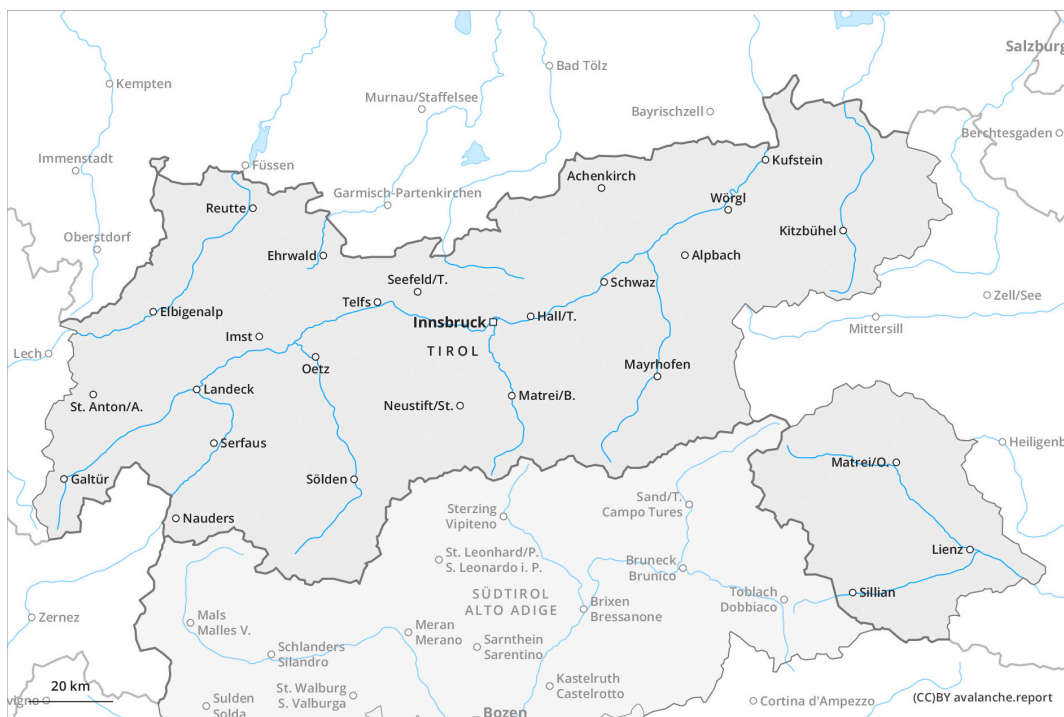 Salzburg
Bad Tölz
Kempten
Murnau/Staffelsee
Bayrischzell
Berchtesgaden
Immenstadt
Füssen
Kufstein
Achenkirch
Garmisch-Partenkirchen
Reutte
Wörgl
Oberstdorf
Kitzbühel
Ehrwald
Alpbach
Seefeld/T.
Schwaz
Zell/See
Telfs
Elbigenalp
Innsbruck
Hall/T.
Mittersill
Imst
Lech
TIROL
Oetz
Mayrhofen
Landeck
Matrei/B.
St. Anton/A.
Neustift/St.
Serfaus
Heiligenb
Matrei/O.
Galtür
Sölden
Sand/T.
Campo Tures
Sterzing
Vipiteno
Nauders
Lienz
St. Leonhard/P.
S. Leonardo i. P.
Bruneck
Brunico
SÜDTIROL
ALTO ADIGE
Sillian
Toblach
Dobbiaco
Brixen
Bressanone
Zernez
Mals
Malles V.
Meran
Merano
Sarnthein
Sarentino
Schlanders
Silandro
Kastelruth
Castelrotto
20 km
St. Walburg
S. Valburga
vigno
Sulden
Solda
Cortina d'Ampezzo
(CC)BY avalanche.report
Bozen